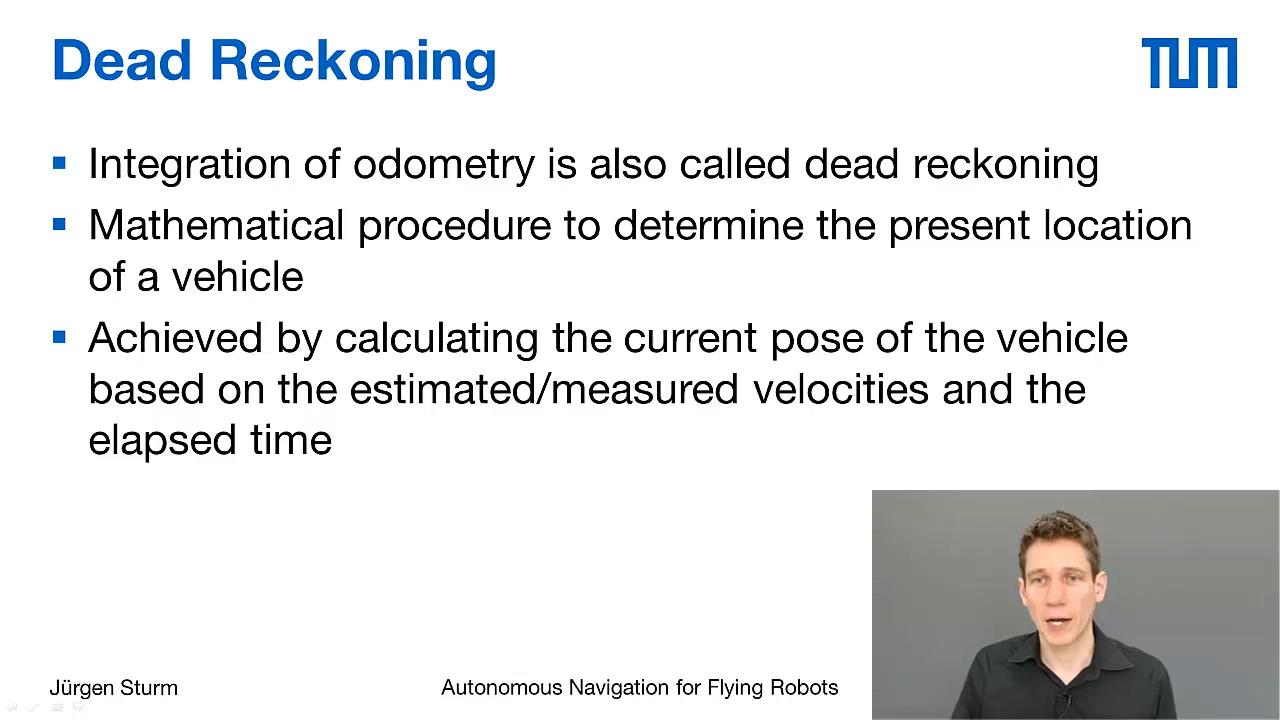 Dead Reckoning
TUM
Integration of odometry is also called dead reckoning
Mathematical procedure to determine the present location
of a vehicle
Achieved by calculating the current pose of the vehicle
based on the estimated/measured velocities and the
elapsed time
Jürgen Sturm
Autonomous Navigation for Flying Robots